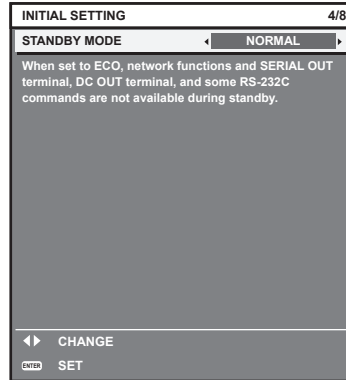 INITIAL SETTING 4/8
STANDBY MODE NORMAL
When set to ECO, network functions and SERIAL OUT
terminal, DC OUT terminal, and some RS-232C
commands are not available during standby.
CHANGE
ENTER SET